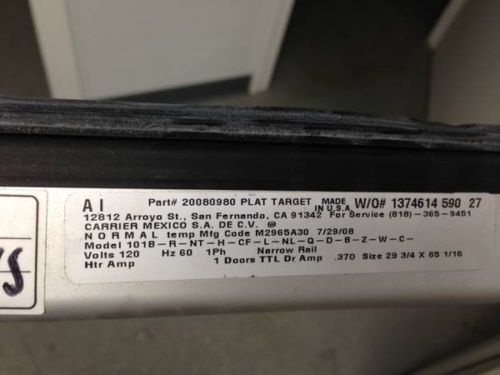 A I Part# 20080980 PLAT TARGET MADE IN U.S.A. W/O# 1374614 590 27
12812 Arroyo St., San Fernando, CA 91342 For Service (818)-365-9451
CARRIER MEXICO S.A. DE C.V. @
N O R M A L temp Mfg Code M2965A30 7/29/08
Model 101B-R-NT-H-CF-L-NL-Q-D-B-Z-W-C-
Volts 120 Hz 60 1Ph Narrow Rail
Htr Amp 1 Doors TTL Dr Amp .370 Size 29 3/4 X 65 1/16